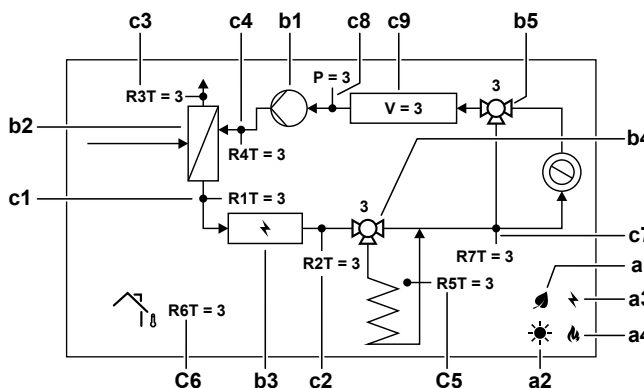 c3 c4 b1 c8 c9 b5
P = 3
3
R3T = 3
V = 3
b2
b4
R4T = 3
c1
R1T = 3
3
c7
R2T = 3
R7T = 3
R5T = 3
a
a3
R6T = 3
a4
C6 b3 c2 C5 a2